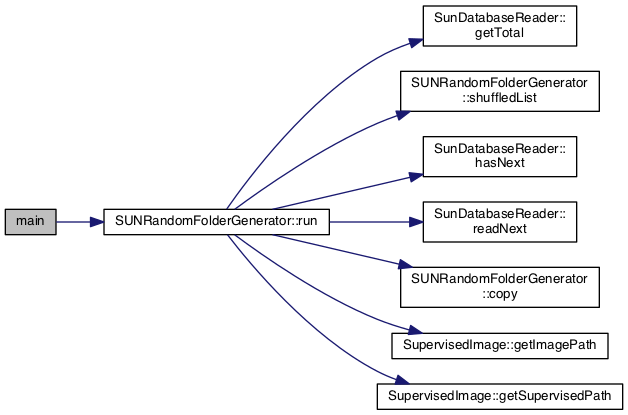 SunDatabaseReader::
getTotal
SUNRandomFolderGenerator
::shuffledList
SunDatabaseReader::
hasNext
main
SUNRandomFolderGenerator::run
SunDatabaseReader::
readNext
SUNRandomFolderGenerator
::copy
SupervisedImage::getImagePath
SupervisedImage::getSupervisedPath